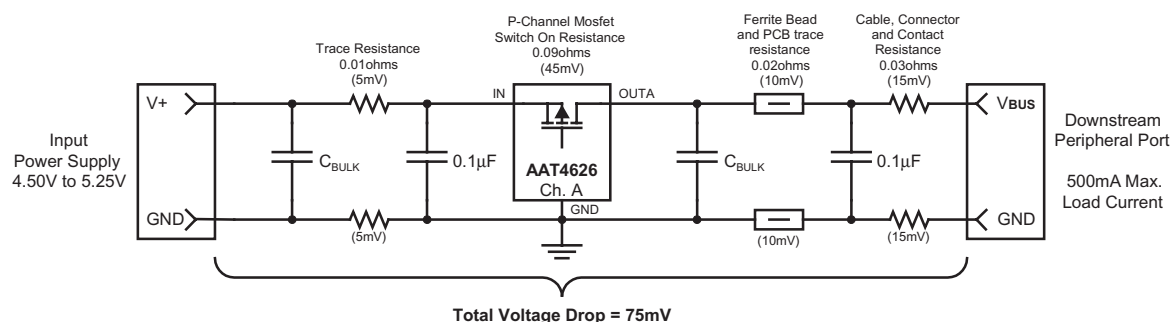 P-Channel Mosfet
Switch On Resistance
0.09ohms
(45mV)
Ferrite Bead
and PCB trace
resistance
0.02ohms
(10mV)
Cable, Connector
and Contact
Resistance
0.03ohms
(15mV)
Trace Resistance
0.01ohms
(5mV)
V+
IN
OUTA
VBUS
Input
Power Supply
4.50V to 5.25V
CBULK
0.1μF
AAT4626
Ch. A
CBULK
0.1μF
Downstream
Peripheral Port
500mA Max.
Load Current
GND
GND
GND
(5mV)
(10mV)
(15mV)
Total Voltage Drop = 75mV